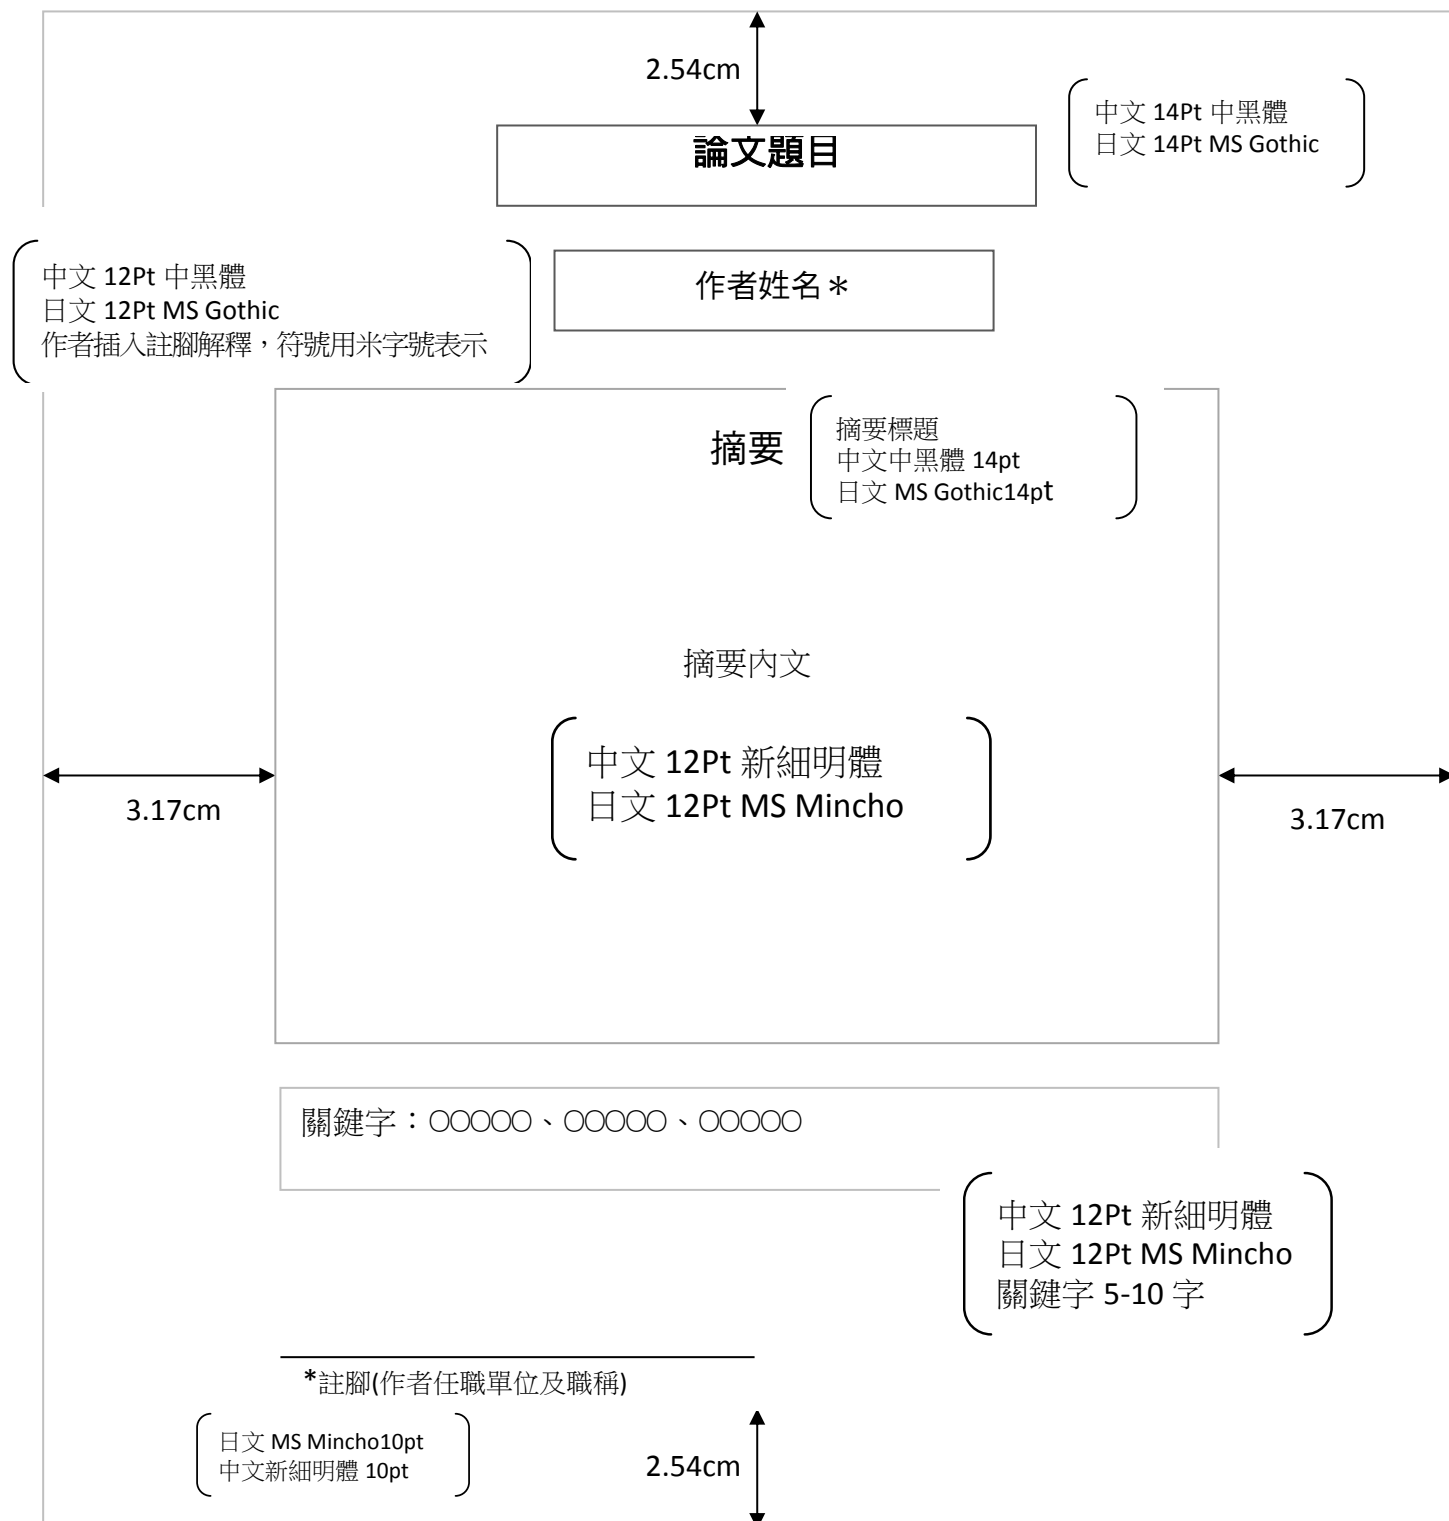 2.54cm
中文 14Pt 中黑體
日文 14Pt MS Gothic
論文題目
中文 12Pt 中黑體
日文 12Pt MS Gothic
作者插入註腳解釋，符號用米字號表示
作者姓名＊
摘要
摘要標題
中文中黑體 14pt
日文 MS Gothic14pt
摘要內文
中文 12Pt 新細明體
日文 12Pt MS Mincho
3.17cm
3.17cm
關鍵字：○○○○○、○○○○○、○○○○○
中文 12Pt 新細明體
日文 12Pt MS Mincho
關鍵字 5-10 字
*註腳(作者任職單位及職稱)
日文 MS Mincho10pt
中文新細明體 10pt
2.54cm